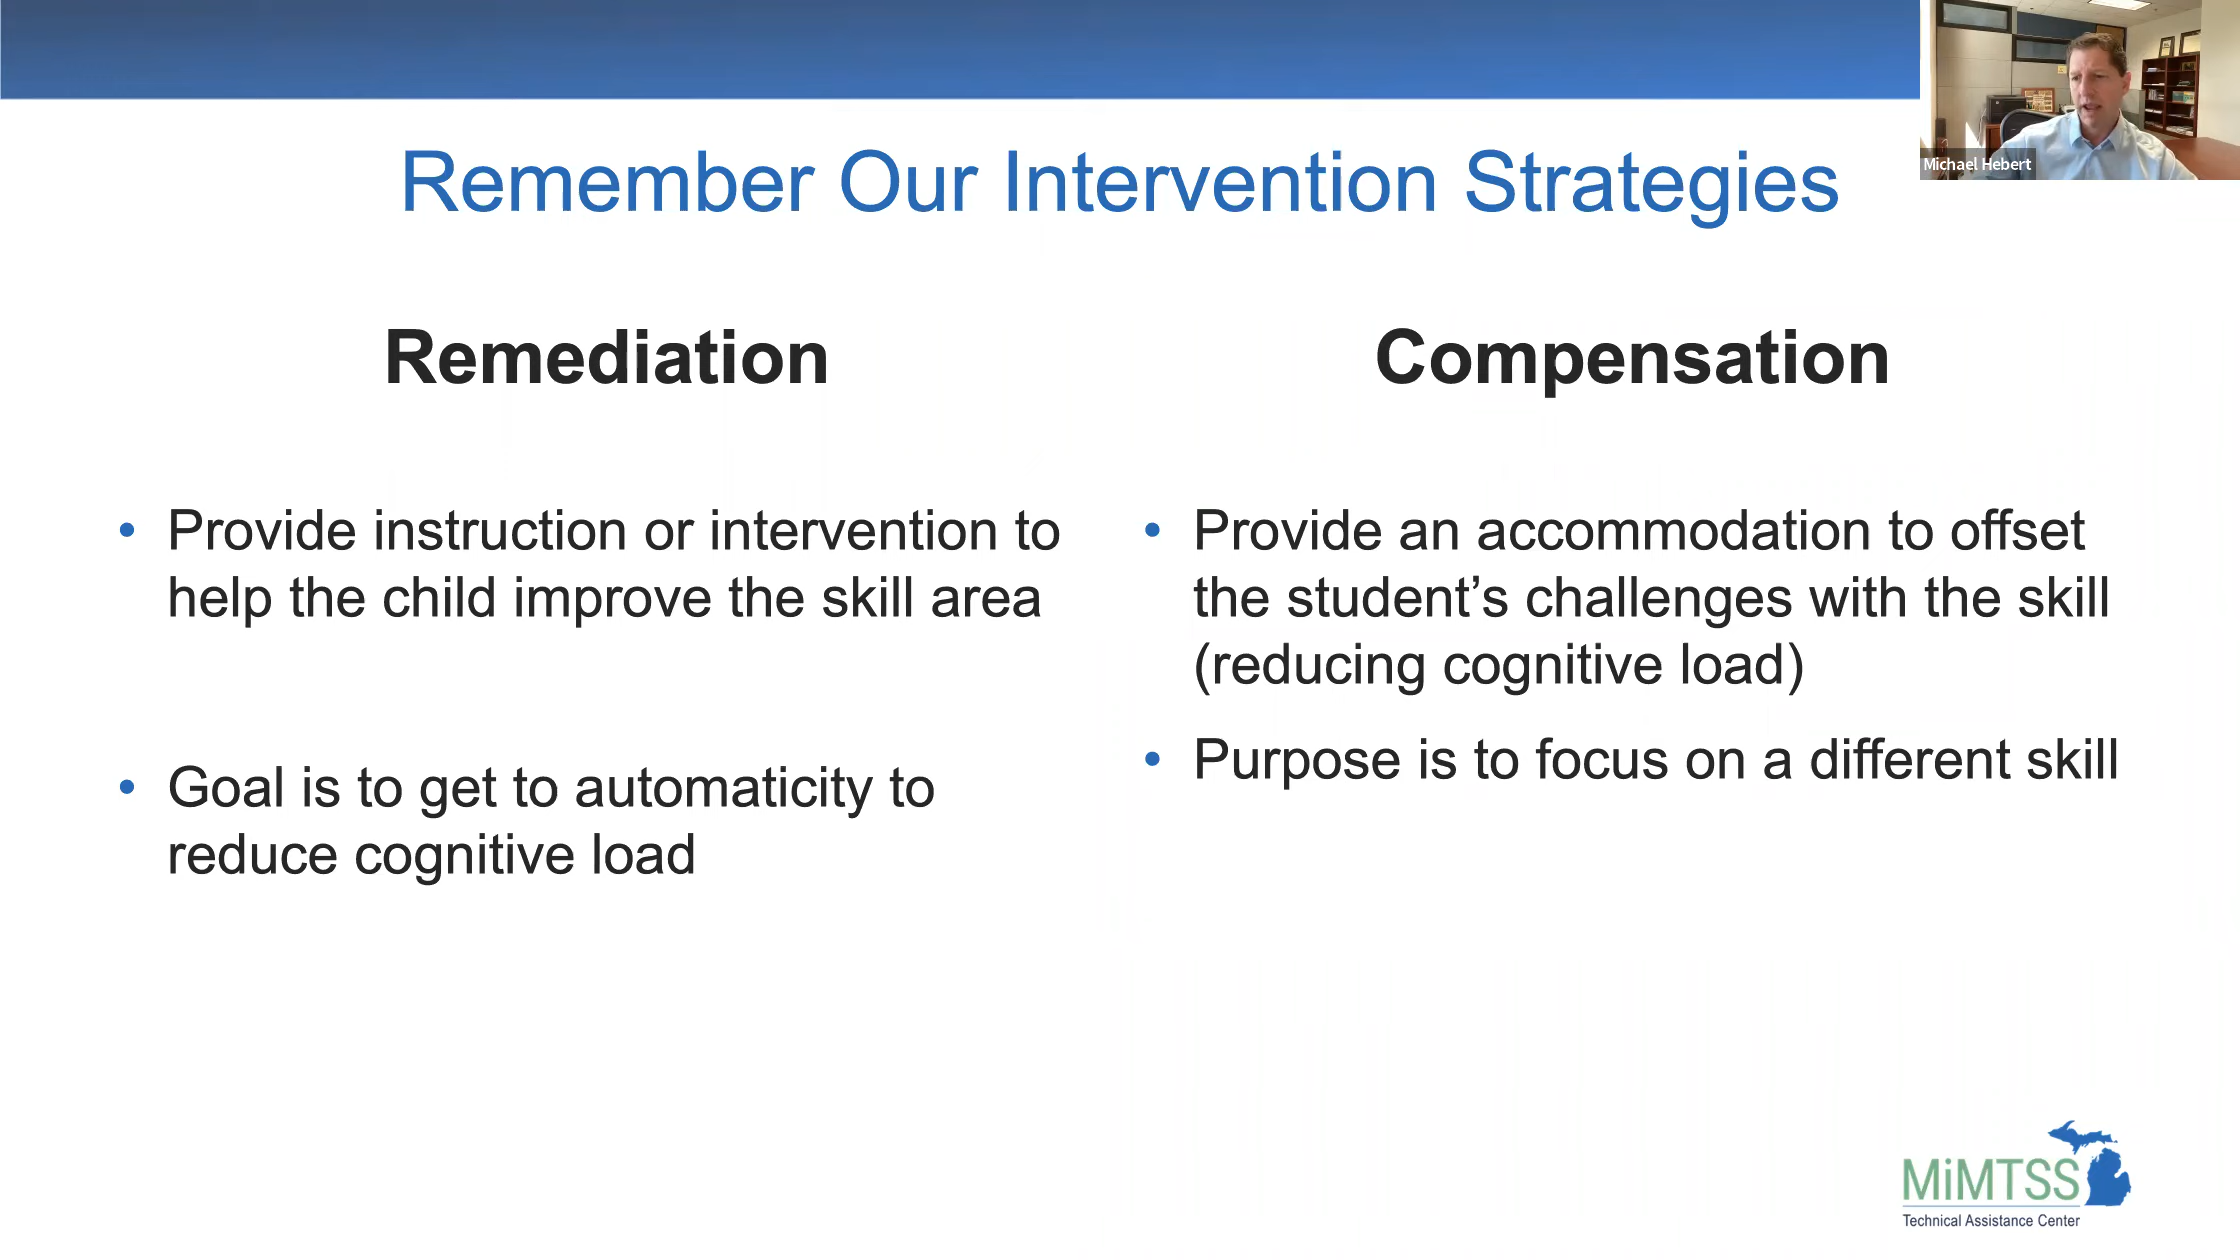 Michael Hebert
Remember Our Intervention Strategies
Remediation
• Provide instruction or intervention to
help the child improve the skill area
• Goal is to get to automaticity to
reduce cognitive load
Compensation
• Provide an accommodation to offset
the student’s challenges with the skill
(reducing cognitive load)
• Purpose is to focus on a different skill
MiMTSS
Technical Assistance Center